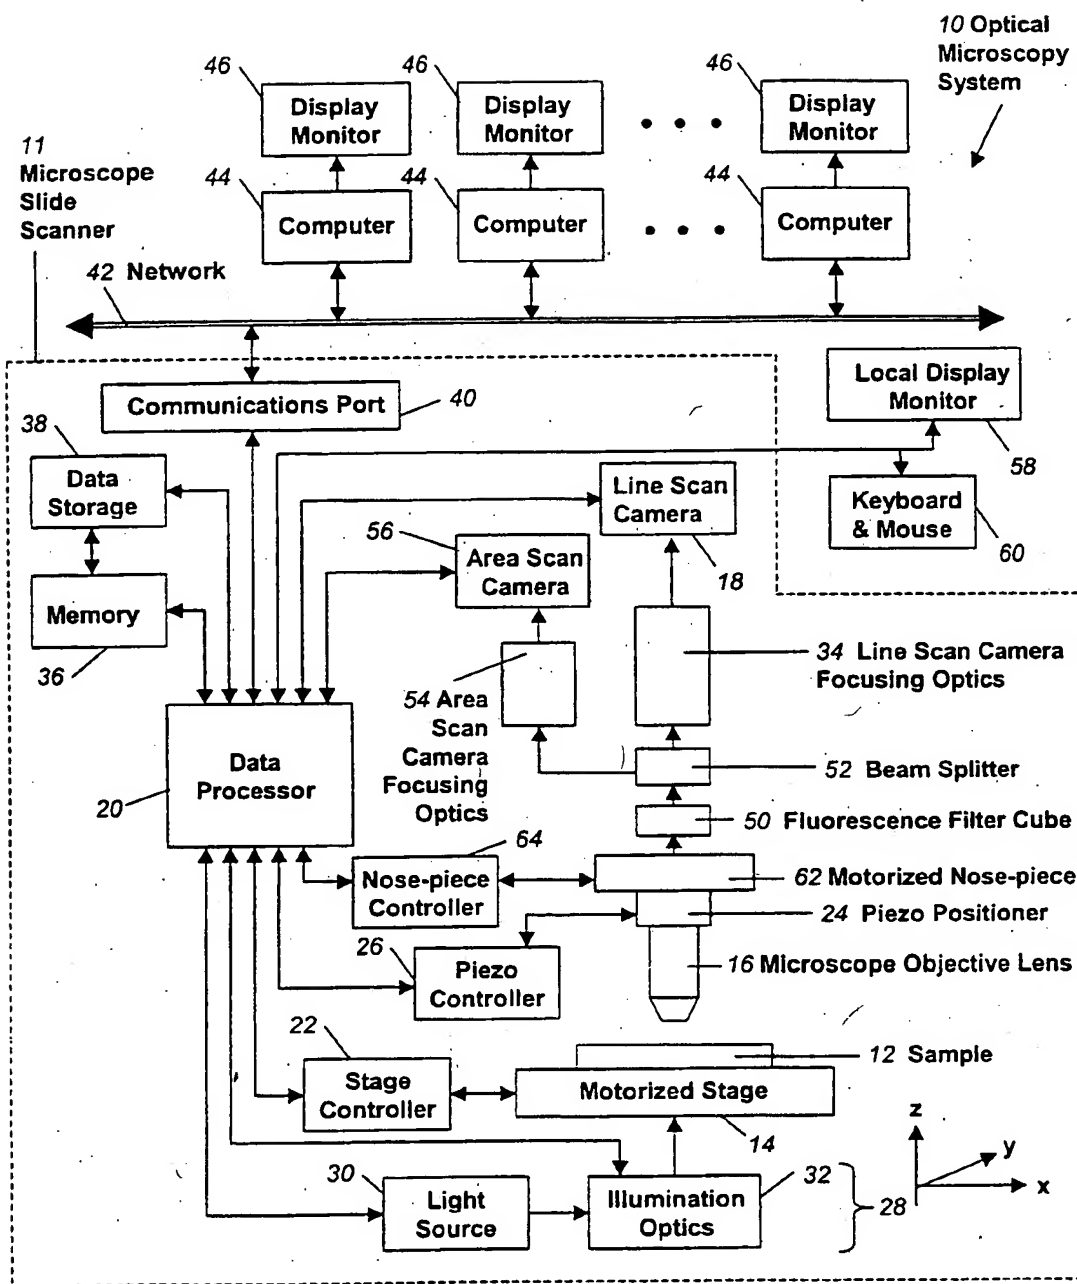 10 Optical
Microscopy
System
46
Display
Monitor
46
Display
Monitor
46
Display
Monitor
11
Microscope
Slide
Scanner
44
Computer
44
Computer
44
Computer
42 Network
Communications Port
40
Local Display
Monitor
58
38
Data
Storage
Line Scan
Camera
18
Keyboard
& Mouse
60
56
Area Scan
Camera
Memory
36
34 Line Scan Camera
Focusing Optics
54 Area
Scan
Camera
Focusing
Optics
Data
Processor
20
52 Beam Splitter
50 Fluorescence Filter Cube
64
Nose-piece
Controller
62 Motorized Nose-piece
24 Piezo Positioner
26
Piezo
Controller
16 Microscope Objective Lens
22
Stage
Controller
12 Sample
Motorized Stage
14
z
y
x
30
Light
Source
Illumination
Optics
32
28